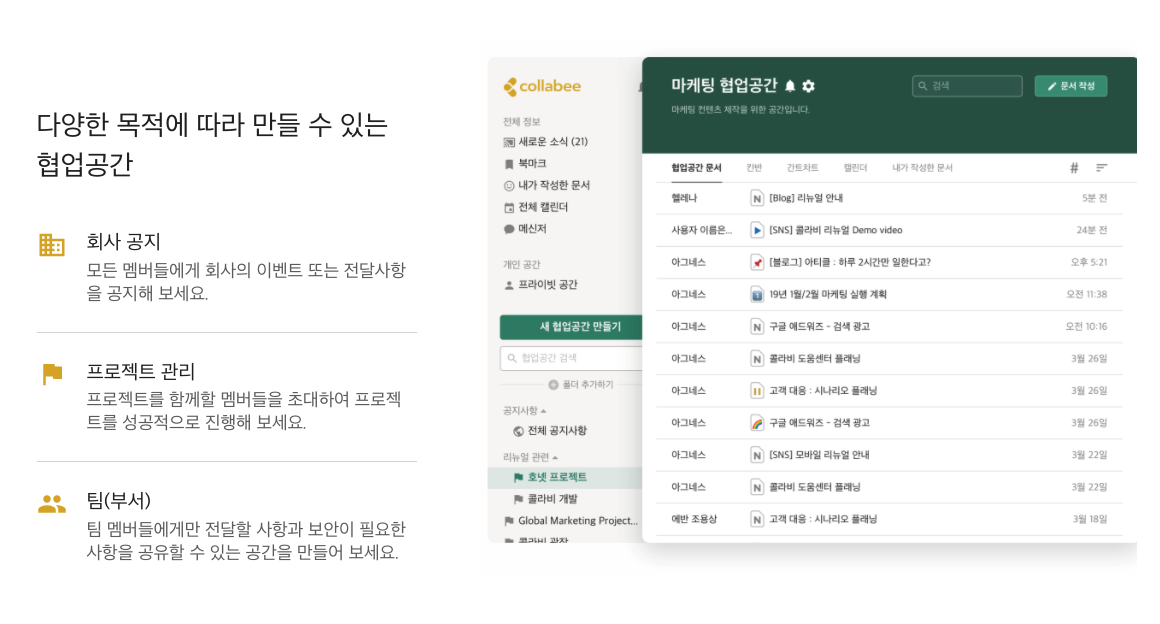 다양한 목적에 따라 만들 수 있는
협업공간
회사 공지
모든 멤버들에게 회사의 이벤트 또는 전달사항
을 공지해 보세요.
프로젝트 관리
프로젝트를 함께할 멤버들을 초대하여 프로젝
트를 성공적으로 진행해 보세요.
팀(부서)
팀 멤버들에게만 전달할 사항과 보안이 필요한
사항을 공유할 수 있는 공간을 만들어 보세요.
collabee
전체 정보
새로운 소식 (21)
북마크
내가 작성한 문서
전체 캘린더
메신저
개인 공간
프라이빗 공간
새 협업공간 만들기
협업공간 검색
폴더 추가하기
공지사항
전체 공지사항
리뉴얼 관련
호넷 프로젝트
콜라비 개발
Global Marketing Project...
콜라비 광장
마케팅 협업공간
검색
문서 작성
마케팅 컨텐츠 제작을 위한 공간입니다.
협업공간 문서 칸반 간트차트 캘린더 내가 작성한 문서 #
헬레나 N [Blog] 리뉴얼 안내 5분 전
사용자 이름은... [SNS] 콜라비 리뉴얼 Demo video 24분 전
아그네스 [블로그] 아티클 : 하루 2시간만 일한다고? 오후 5:21
아그네스 19년 1월/2월 마케팅 실행 계획 오전 11:38
아그네스 N 구글 애드워즈 - 검색 광고 오전 10:16
아그네스 N 콜라비 도움센터 플래닝 3월 26일
아그네스 고객 대응 : 시나리오 플래닝 3월 26일
아그네스 구글 애드워즈 - 검색 광고 3월 26일
아그네스 N [SNS] 모바일 리뉴얼 안내 3월 22일
아그네스 N 콜라비 도움센터 플래닝 3월 22일
에반 조용상 N 고객 대응 : 시나리오 플래닝 3월 18일